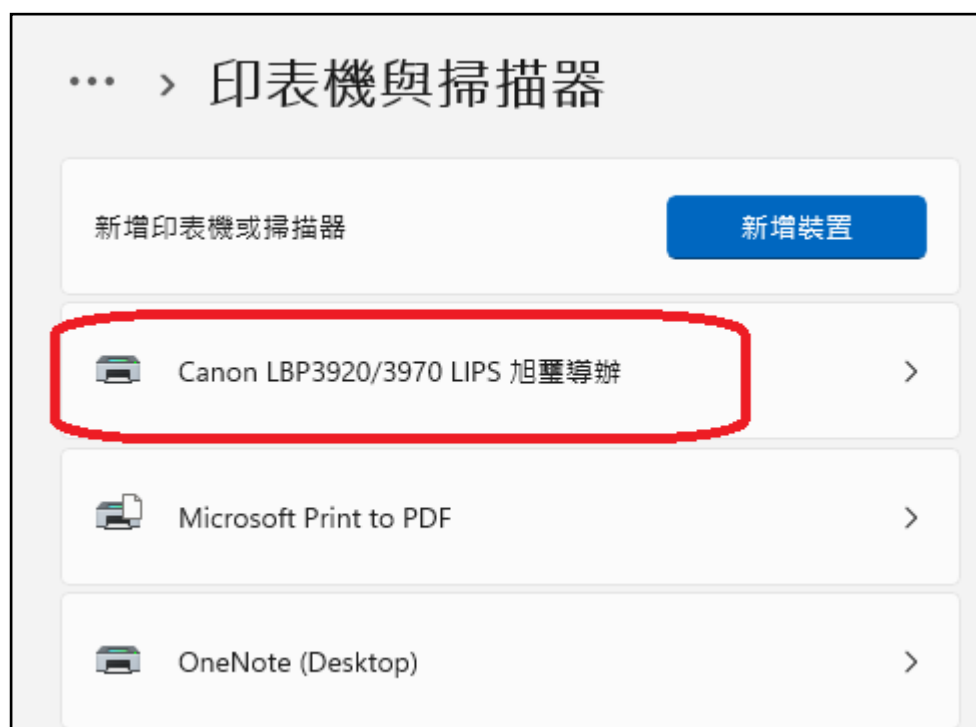 … > 印表機與掃描器
新增印表機或掃描器
新增裝置
Canon LBP3920/3970 LIPS 旭璽導辦
Microsoft Print to PDF
OneNote (Desktop)